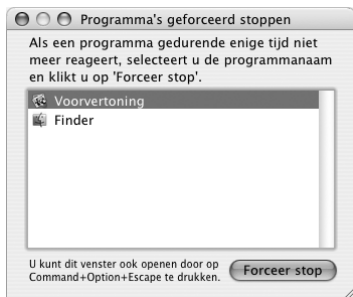 Programma's geforceerd stoppen
Als een programma gedurende enige tijd niet
meer reageert, selecteert u de programmanaam
en klikt u op 'Forceer stop'.
Voorvertoning
Finder
U kunt dit venster ook openen door op
Command+Option+Escape te drukken.
Forceer stop